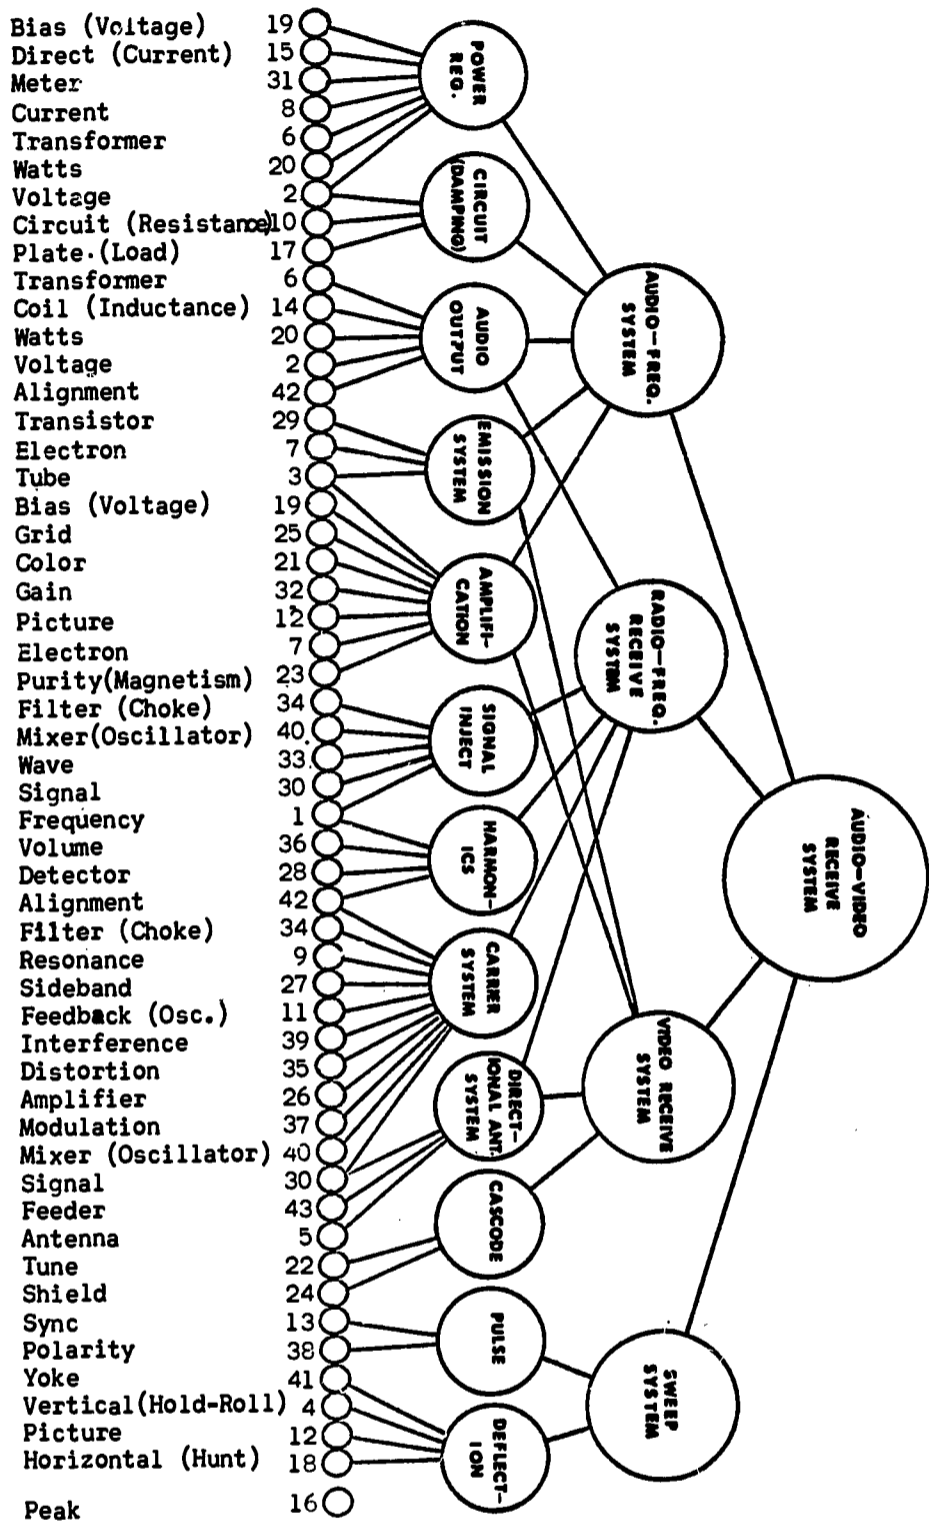 Bias (Voltage) 19
Direct (Current) 15
Meter 31
Current 8
Transformer 6
Watts 20
Voltage 2
Circuit (Resistance) 10
Plate (Load) 17
Transformer 6
Coil (Inductance) 14
Watts 20
Voltage 2
Alignment 42
Transistor 29
Electron 7
Tube 3
Bias (Voltage) 19
Grid 25
Color 21
Gain 32
Picture 12
Electron 7
Purity(Magnetism) 23
Filter (Choke) 34
Mixer(Oscillator) 40
Wave 33
Signal 30
Frequency 1
Volume 36
Detector 28
Alignment 42
Filter (Choke) 34
Resonance 9
Sideband 27
Feedback (Osc.) 11
Interference 39
Distortion 35
Amplifier 26
Modulation 37
Mixer (Oscillator) 40
Signal 30
Feeder 43
Antenna 5
Tune 22
Shield 24
Sync 13
Polarity 38
Yoke 41
Vertical(Hold-Roll) 4
Picture 12
Horizontal (Hunt) 18
Peak 16
POWER
REQ.
CIRCUIT
(DAMPING)
AUDIO
OUTPUT
EMISSION
SYSTEM
AMPLIFI-
CATION
SIGNAL
INJECT
HARMON-
ICS
CARRIER
SYSTEM
DIRECT-
IONAL ANT.
SYSTEM
CASCODE
PULSE
DEFLECT-
ION
AUDIO-FREQ.
SYSTEM
RADIO-FREQ.
RECEIVE
SYSTEM
VIDEO RECEIVE
SYSTEM
SWEEP
SYSTEM
AUDIO-VIDEO
RECEIVE
SYSTEM